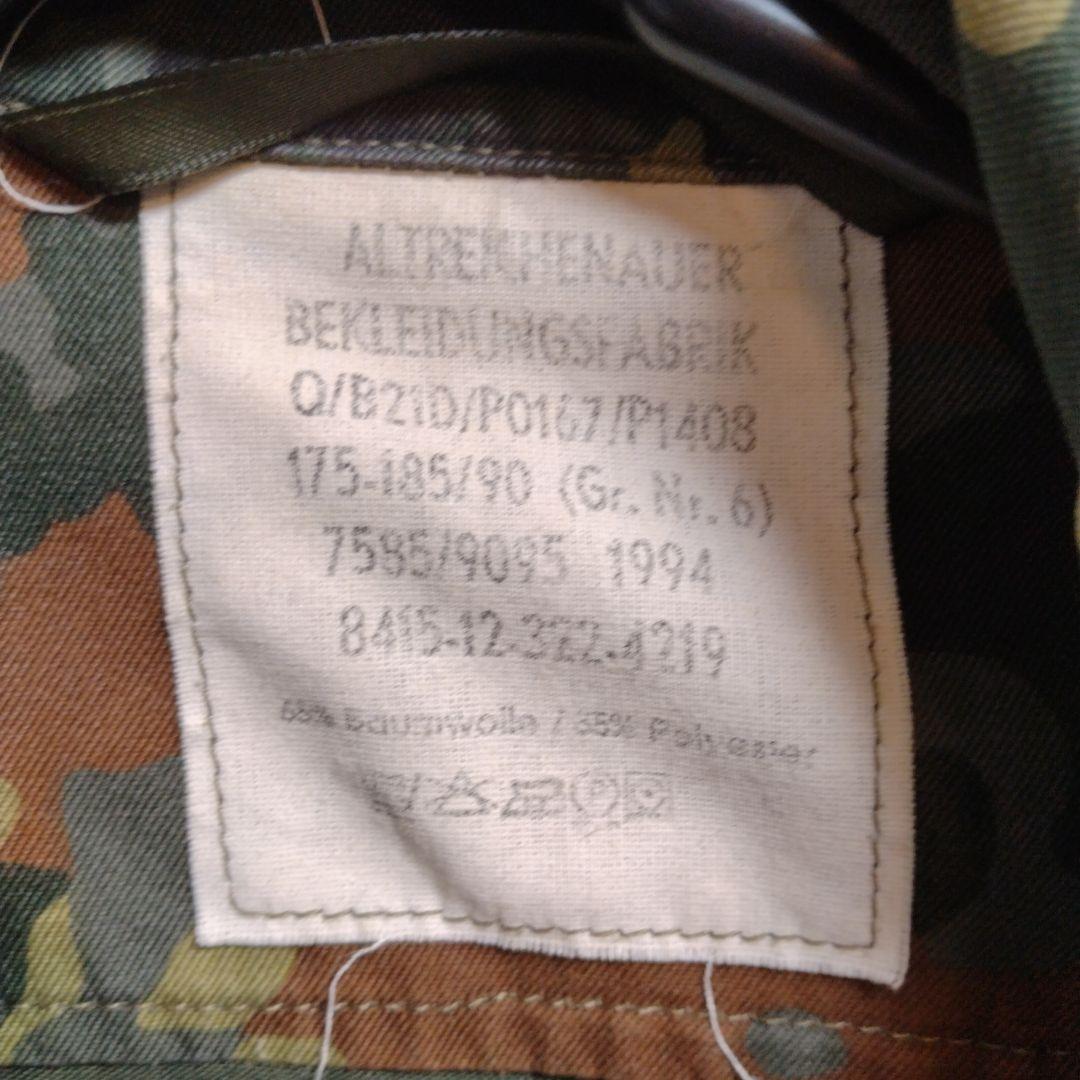 ALTREICHENAUER
BEKLEIDUNGSFABRIK
Q/B21D/P0167/P1408
175-185/90 (Gr. Nr. 6)
7585/9095 1994
8415-12-322-4219
65% Baumwolle / 35% Polyester